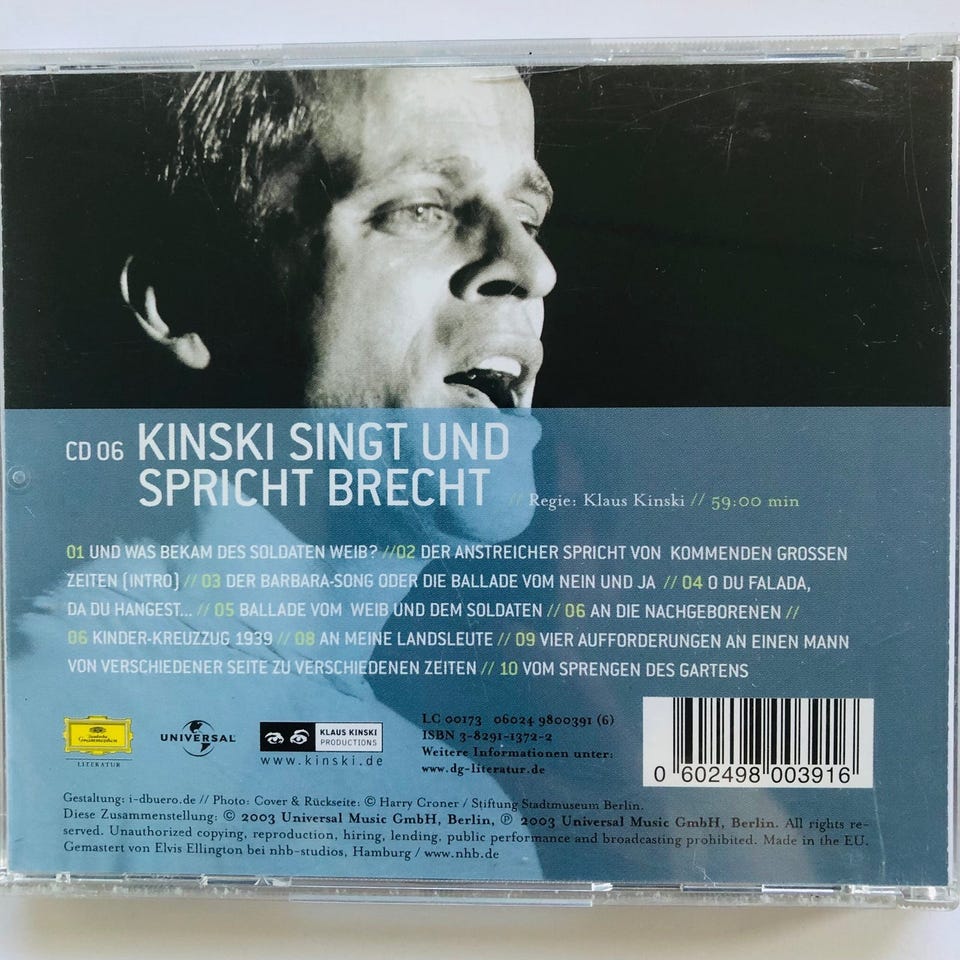 CD 06 KINSKI SINGT UND
SPRICHT BRECHT // Regie: Klaus Kinski // 59:00 min
01 UND WAS BEKAM DES SOLDATEN WEIB? //02 DER ANSTREICHER SPRICHT VON KOMMENDEN GROSSEN
ZEITEN (INTRO) // 03 DER BARBARA-SONG ODER DIE BALLADE VOM NEIN UND JA // 04 O DU FALADA,
DA DU HANGEST... // 05 BALLADE VOM WEIB UND DEM SOLDATEN // 06 AN DIE NACHGEBORENEN //
06 KINDER-KREUZZUG 1939 // 08 AN MEINE LANDSLEUTE // 09 VIER AUFFORDERUNGEN AN EINEN MANN
VON VERSCHIEDENER SEITE ZU VERSCHIEDENEN ZEITEN // 10 VOM SPRENGEN DES GARTENS
Deutsche
Grammophon
LITERATUR
UNIVERSAL
KLAUS KINSKI
PRODUCTIONS
www.kinski.de
LC 00173 06024 9800391 (6)
ISBN 3-8291-1372-2
Weitere Informationen unter:
www.dg-literatur.de
0 602498 003916
Gestaltung: i-dbuero.de // Photo: Cover & Rückseite: © Harry Croner / Stiftung Stadtmuseum Berlin.
Diese Zusammenstellung: © 2003 Universal Music GmbH, Berlin, ℗ 2003 Universal Music GmbH, Berlin. All rights re-
served. Unauthorized copying, reproduction, hiring, lending, public performance and broadcasting prohibited. Made in the EU.
Gemastert von Elvis Ellington bei nhb-studios, Hamburg / www.nhb.de